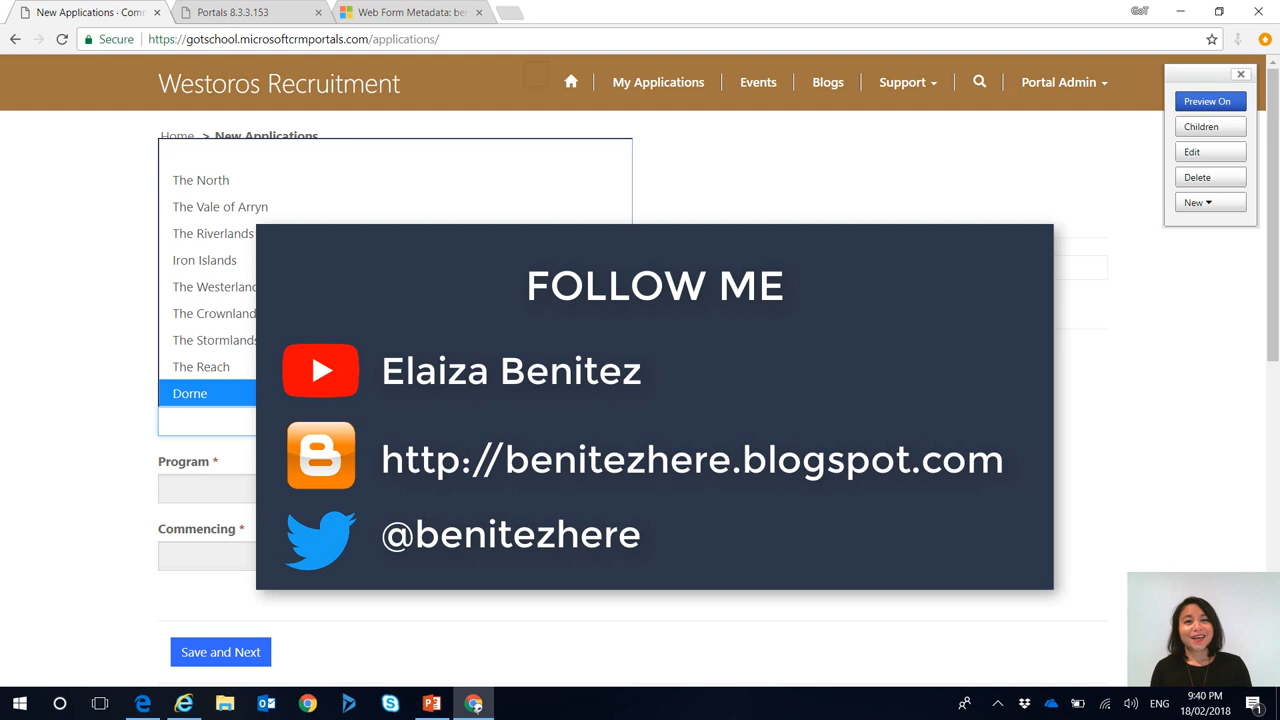 New Applications - Com
Portals 8.3.3.153
Web Form Metadata: be
GoT
Secure
https://gotschool.microsoftcrmportals.com/applications/
Westoros Recruitment
My Applications
Events
Blogs
Support
Portal Admin
Preview On
Children
Edit
Delete
New
Home > New Applications
The North
The Vale of Arryn
The Riverlands
Iron Islands
The Westerland
The Crownland
The Stormlands
The Reach
Dorne
Program *
Commencing *
Save and Next
FOLLOW ME
Elaiza Benitez
http://benitezhere.blogspot.com
@benitezhere
ENG
9:40 PM
18/02/2018
1